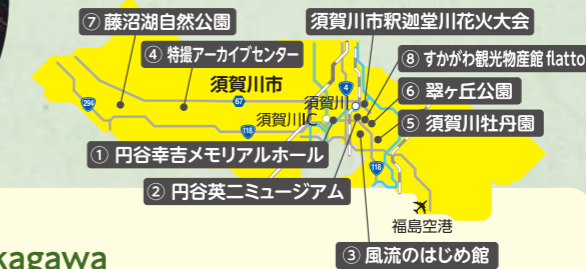 ⑦ 藤沼湖自然公園
須賀川市釈迦堂川花火大会
④ 特撮アーカイブセンター
⑧ すかがわ観光物産館 flatto
須賀川市
4
⑥ 翠ヶ丘公園
294
67
須賀川
須賀川IC
⑤ 須賀川牡丹園
118
① 円谷幸吉メモリアルホール
118
② 円谷英二ミュージアム
福島空港
③ 風流のはじめ館
kagawa